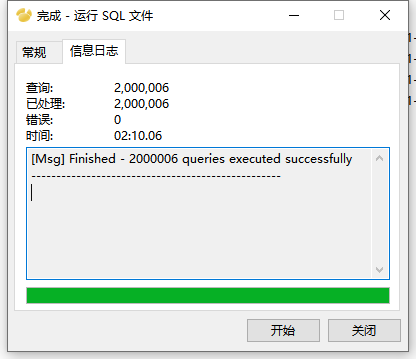 完成 - 运行 SQL 文件
常规
信息日志
查询: 2,000,006
已处理: 2,000,006
错误: 0
时间: 02:10.06
[Msg] Finished - 2000006 queries executed successfully
--------------------------------------------------
开始
关闭